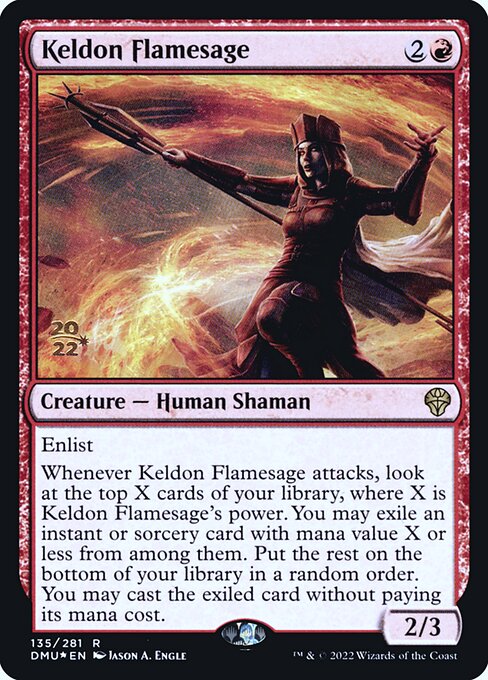 Keldon Flamesage 2
20
22
Creature — Human Shaman
Enlist
Whenever Keldon Flamesage attacks, look
at the top X cards of your library, where X is
Keldon Flamesage's power. You may exile an
instant or sorcery card with mana value X or
less from among them. Put the rest on the
bottom of your library in a random order.
You may cast the exiled card without paying
its mana cost.
2/3
135/281 R
DMU★EN Jason A. Engle
™ & © 2022 Wizards of the Coast